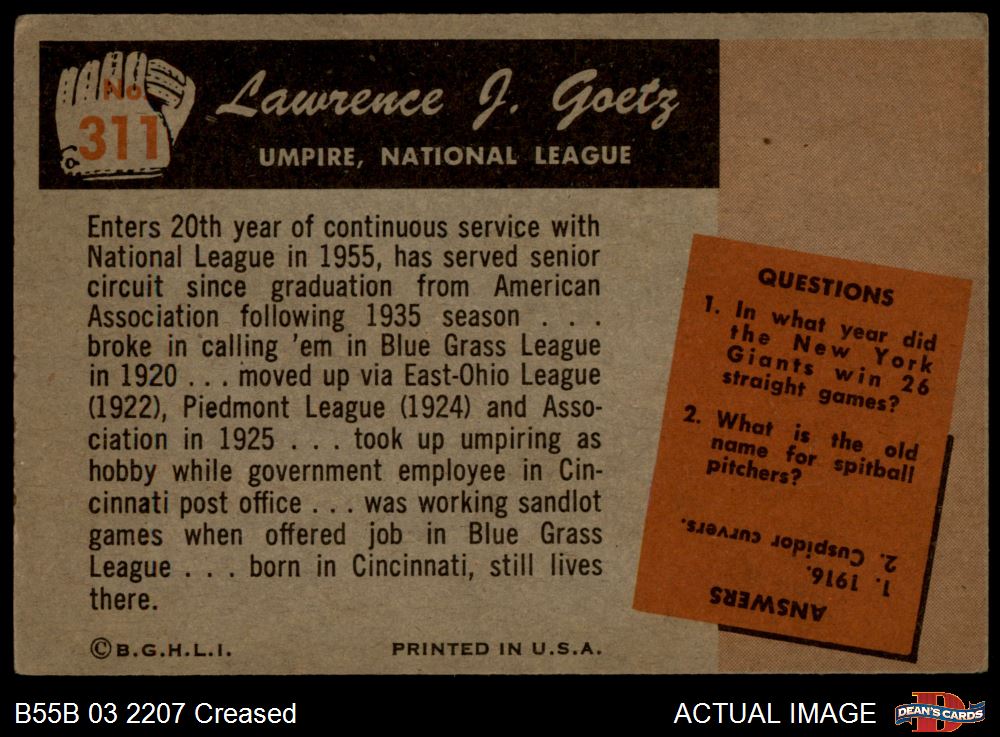 No.
311
Lawrence J. Goetz
UMPIRE, NATIONAL LEAGUE
Enters 20th year of continuous service with
National League in 1955, has served senior
circuit since graduation from American
Association following 1935 season . . .
broke in calling 'em in Blue Grass League
in 1920 . . . moved up via East-Ohio League
(1922), Piedmont League (1924) and Asso-
ciation in 1925 . . . took up umpiring as
hobby while government employee in Cin-
cinnati post office . . . was working sandlot
games when offered job in Blue Grass
League . . . born in Cincinnati, still lives
there.
©B.G.H.L.I.
PRINTED IN U.S.A.
QUESTIONS
1. In what year did
the New York
Giants win 26
straight games?
2. What is the old
name for spitball
pitchers?
ANSWERS
1. 1916.
2. Cuspidor curvers.
B55B 03 2207 Creased
ACTUAL IMAGE
DEAN'S CARDS